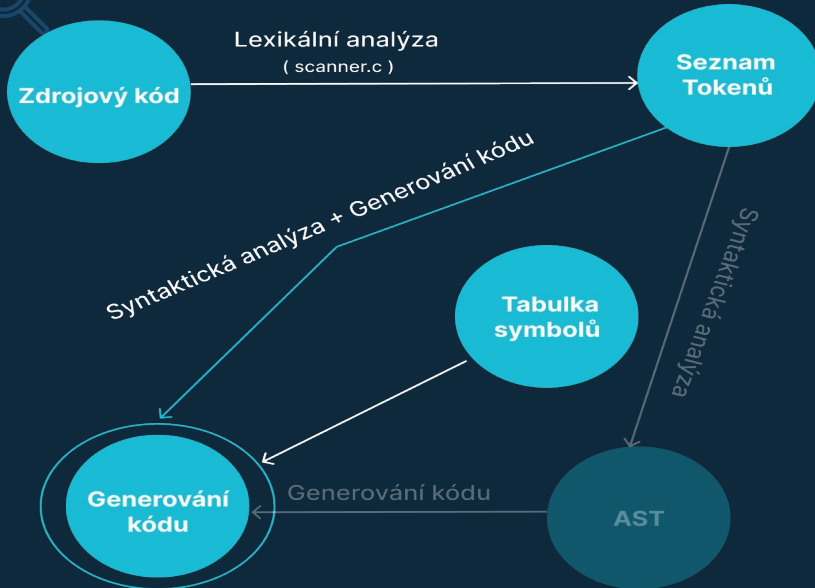 Lexikální analýza
( scanner.c )
Zdrojový kód
Seznam
Tokenů
Syntaktická analýza + Generování kódu
Syntaktická analýza
Tabulka
symbolů
Generování
kódu
Generování kódu
AST